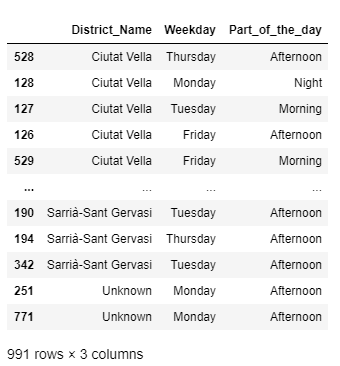 District_Name Weekday Part_of_the_day
528 Ciutat Vella Thursday Afternoon
128 Ciutat Vella Monday Night
127 Ciutat Vella Tuesday Morning
126 Ciutat Vella Friday Afternoon
529 Ciutat Vella Friday Morning
... ... ... ...
190 Sarrià-Sant Gervasi Tuesday Afternoon
194 Sarrià-Sant Gervasi Thursday Afternoon
342 Sarrià-Sant Gervasi Tuesday Afternoon
251 Unknown Monday Afternoon
771 Unknown Monday Afternoon
991 rows × 3 columns